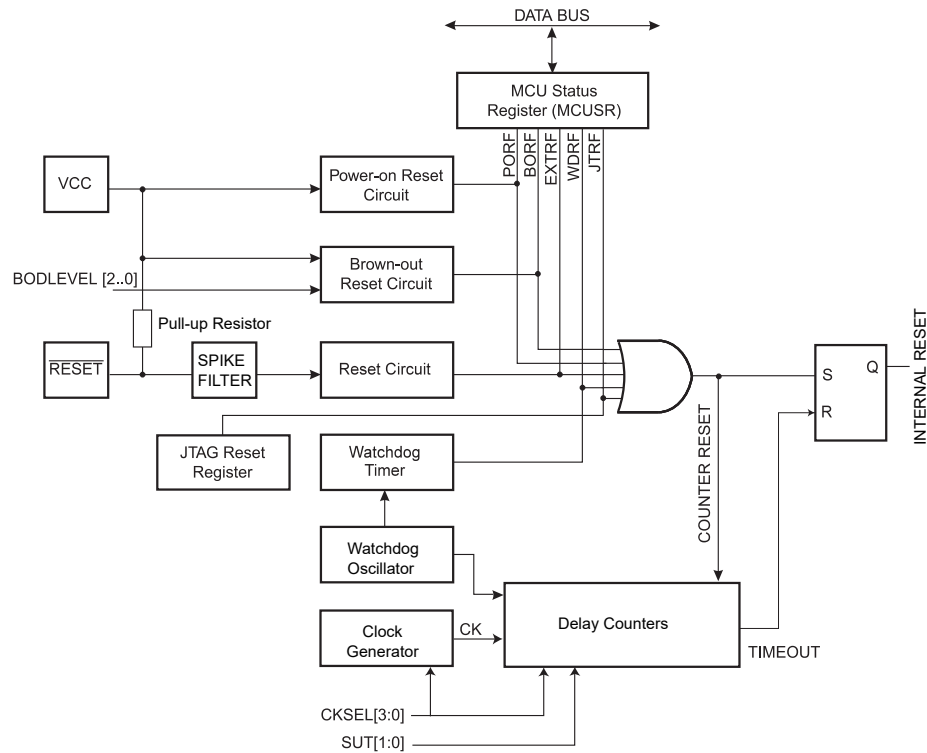 DATA BUS
MCU Status
Register (MCUSR)
PORF
BORF
EXTRF
WDRF
JTRF
VCC
Power-on Reset
Circuit
BODLEVEL [2..0]
Brown-out
Reset Circuit
Pull-up Resistor
RESET
SPIKE
FILTER
Reset Circuit
JTAG Reset
Register
Watchdog
Timer
Watchdog
Oscillator
Clock
Generator
CK
Delay Counters
COUNTER RESET
S
R
Q
INTERNAL RESET
TIMEOUT
CKSEL[3:0]
SUT[1:0]